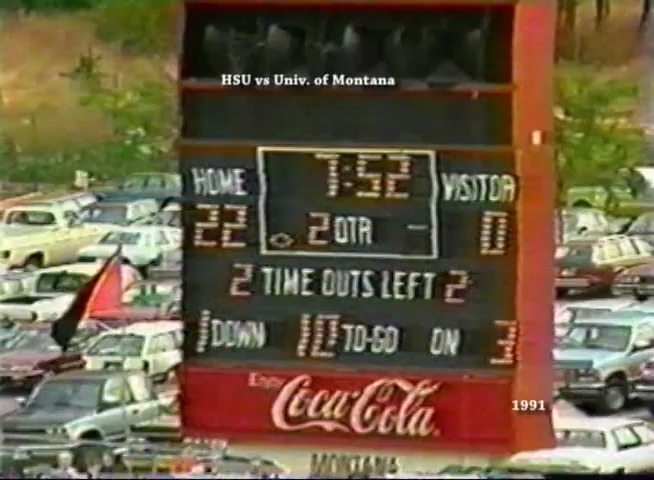 HSU vs Univ. of Montana
7:52
HOME VISITOR
22 2 QTR 0
2 TIME OUTS LEFT 2
1 DOWN 10 TO-GO ON 3
Enjoy
Coca-Cola
1991
MONTANA